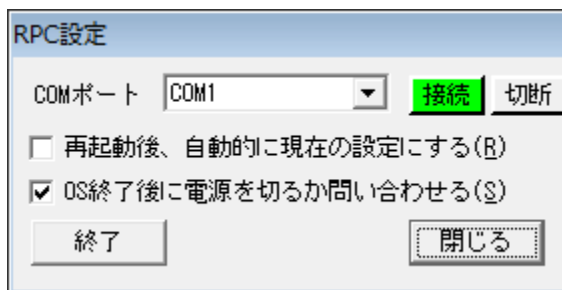 RPC設定
COMポート COM1 接続 切断
再起動後、自動的に現在の設定にする(R)
OS終了後に電源を切るか問い合わせる(S)
終了 閉じる